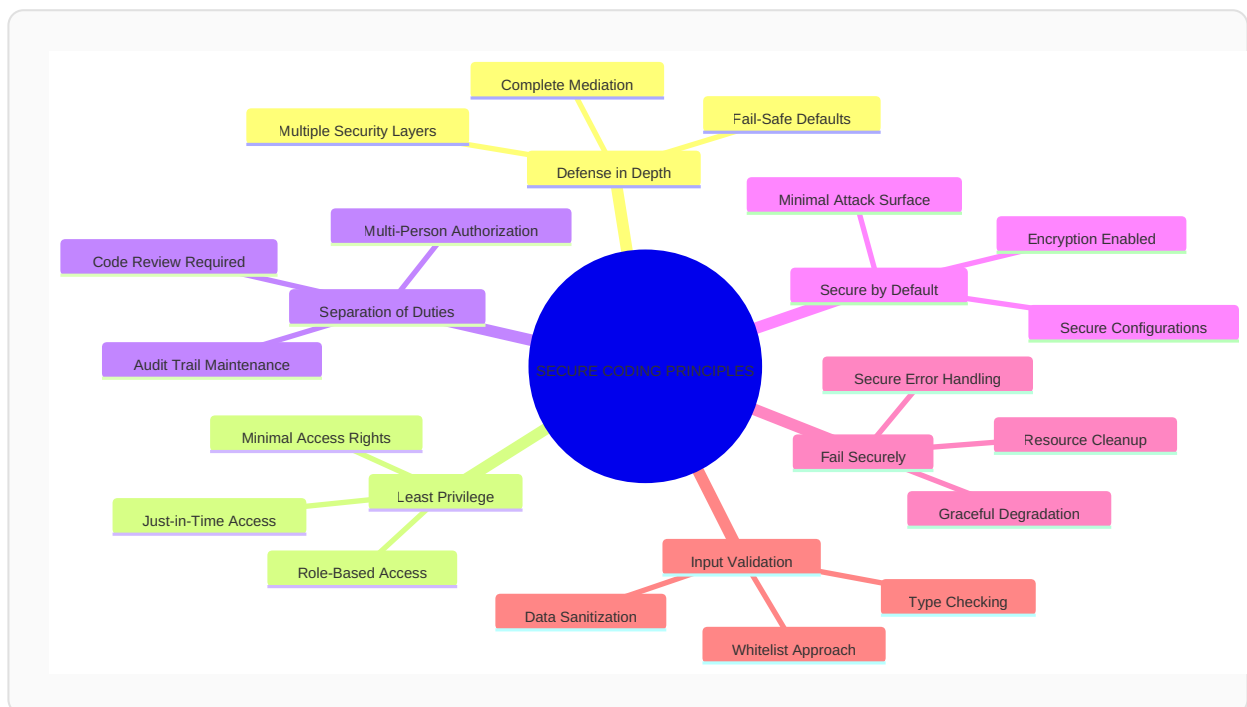 Complete Mediation
Fail-Safe Defaults
Multiple Security Layers
Defense in Depth
Minimal Attack Surface
Multi-Person Authorization
Encryption Enabled
Code Review Required
Secure by Default
Separation of Duties
Secure Configurations
Audit Trail Maintenance
SECURE CODING PRINCIPLES
Secure Error Handling
Minimal Access Rights
Resource Cleanup
Fail Securely
Least Privilege
Graceful Degradation
Just-in-Time Access
Input Validation
Role-Based Access
Type Checking
Data Sanitization
Whitelist Approach